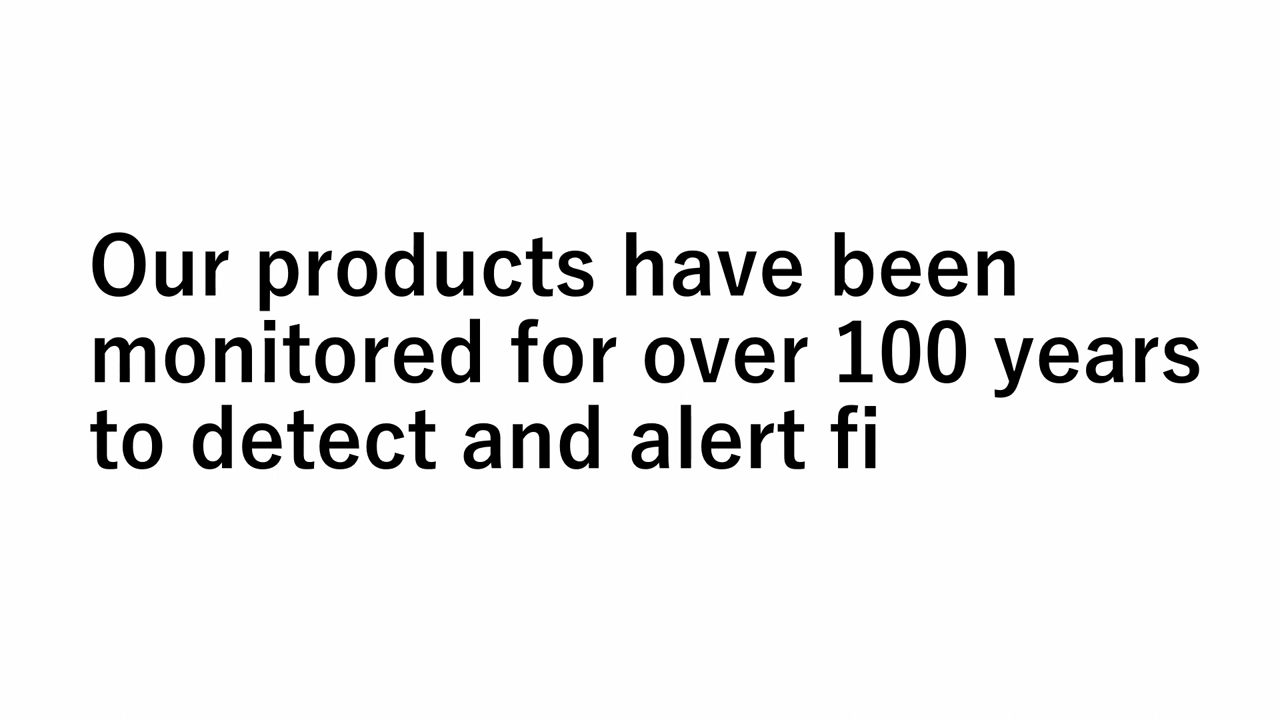 Our products have been
monitored for over 100 years
to detect and alert fi